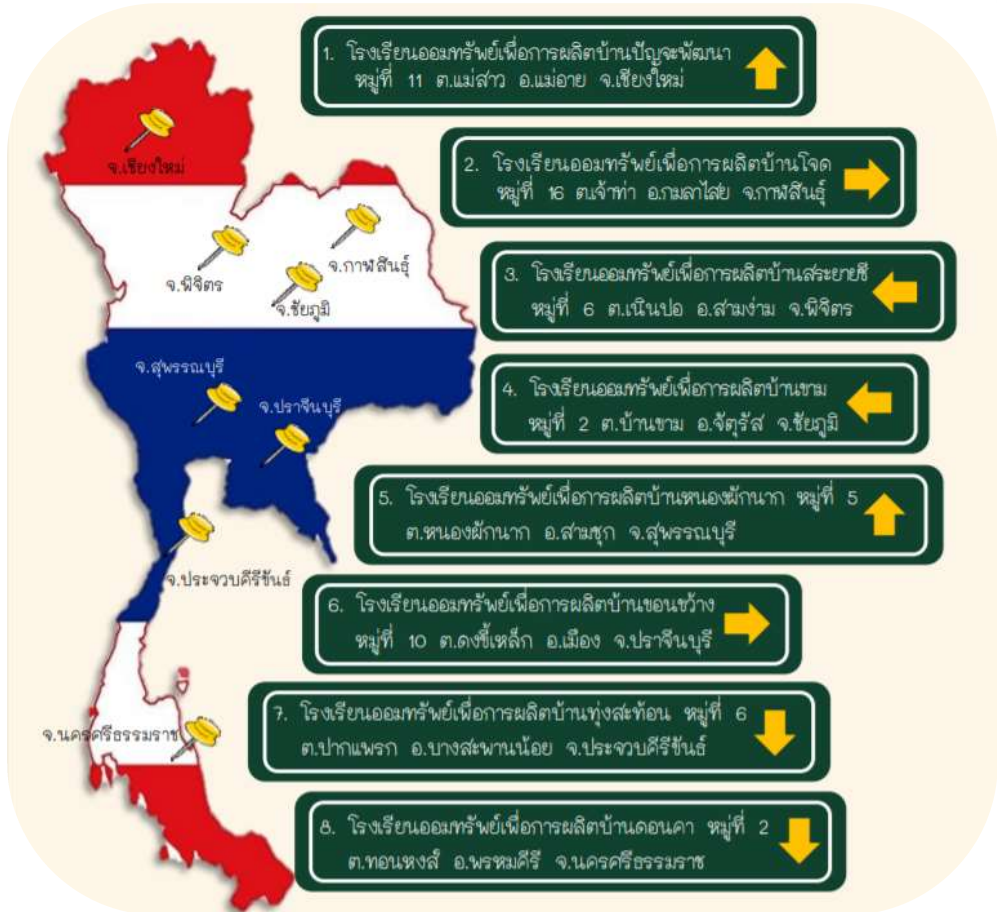 1. โรงเรียนออมทรัพย์เพื่อการผลิตบ้านปัญจะพัฒนา
หมู่ที่ 11 ต.แม่สาว อ.แม่อาย จ.เชียงใหม่
จ.เชียงใหม่
2. โรงเรียนออมทรัพย์เพื่อการผลิตบ้านโจด
หมู่ที่ 16 ต.เจ้าท่า อ.กมลาไสย จ.กาฬสินธุ์
จ.กาฬสินธุ์
จ.พิจิตร
จ.ชัยภูมิ
3. โรงเรียนออมทรัพย์เพื่อการผลิตบ้านสระยายชี
หมู่ที่ 6 ต.เนินปอ อ.สามง่าม จ.พิจิตร
จ.สุพรรณบุรี
จ.ปราจีนบุรี
4. โรงเรียนออมทรัพย์เพื่อการผลิตบ้านขาม
หมู่ที่ 2 ต.บ้านขาม อ.จัตุรัส จ.ชัยภูมิ
5. โรงเรียนออมทรัพย์เพื่อการผลิตบ้านหนองผักนาก หมู่ที่ 5
ต.หนองผักนาก อ.สามชุก จ.สุพรรณบุรี
จ.ประจวบคีรีขันธ์
6. โรงเรียนออมทรัพย์เพื่อการผลิตบ้านขอนขว้าง
หมู่ที่ 10 ต.ดงขี้เหล็ก อ.เมือง จ.ปราจีนบุรี
7. โรงเรียนออมทรัพย์เพื่อการผลิตบ้านทุ่งสะท้อน หมู่ที่ 6
ต.ปากแพรก อ.บางสะพานน้อย จ.ประจวบคีรีขันธ์
จ.นครศรีธรรมราช
8. โรงเรียนออมทรัพย์เพื่อการผลิตบ้านดอนคา หมู่ที่ 2
ต.ทอนหงส์ อ.พรหมคีรี จ.นครศรีธรรมราช